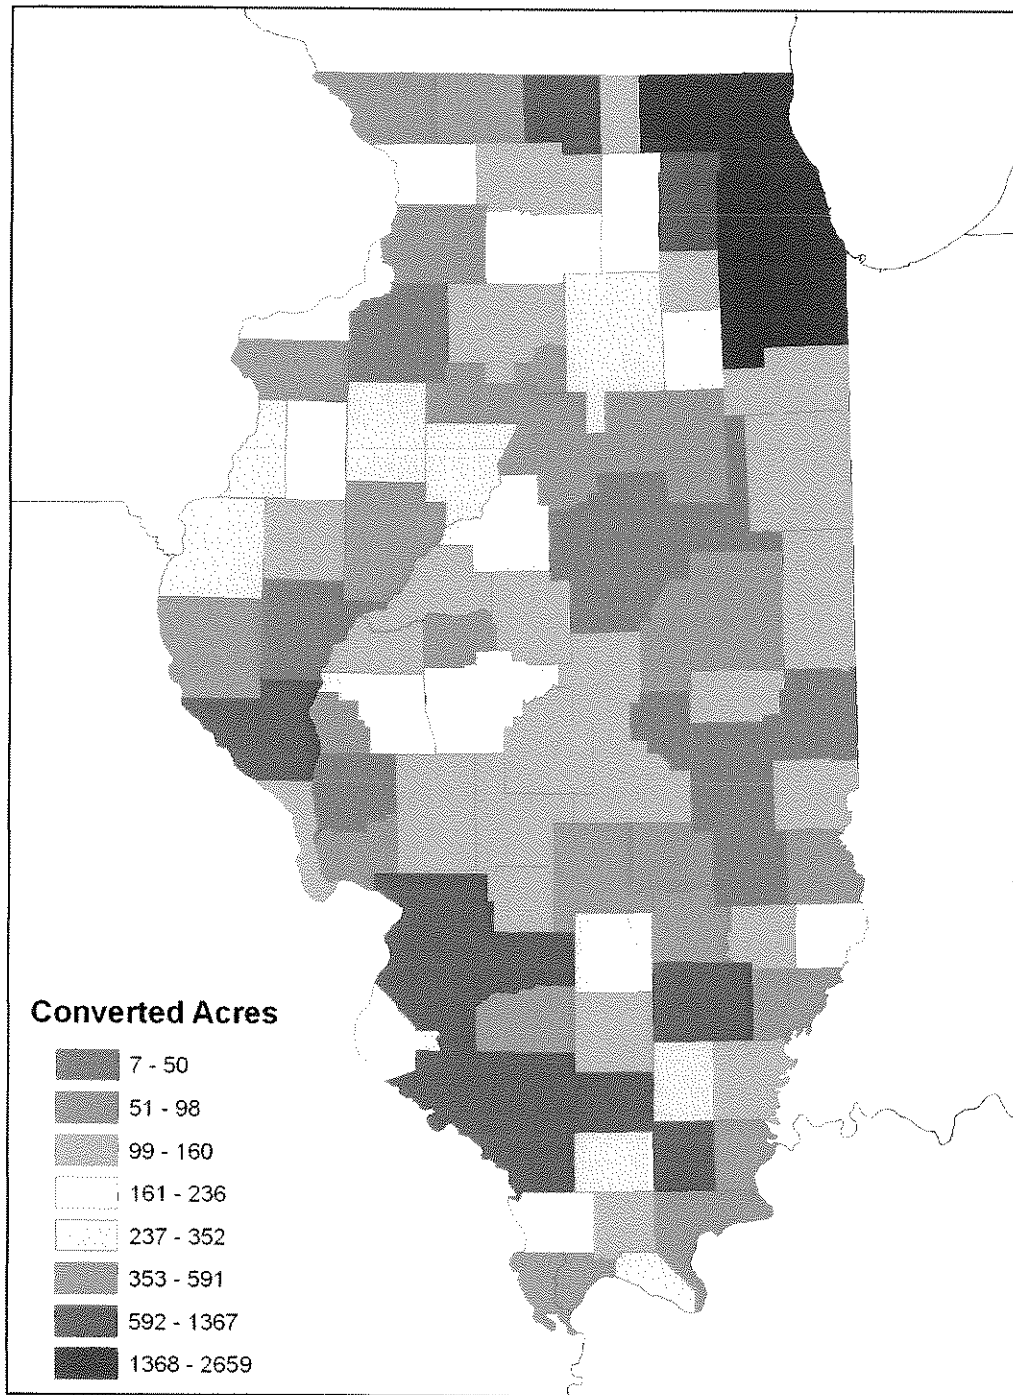 Converted Acres
7 - 50
51 - 98
99 - 160
161 - 236
237 - 352
353 - 591
592 - 1367
1368 - 2659